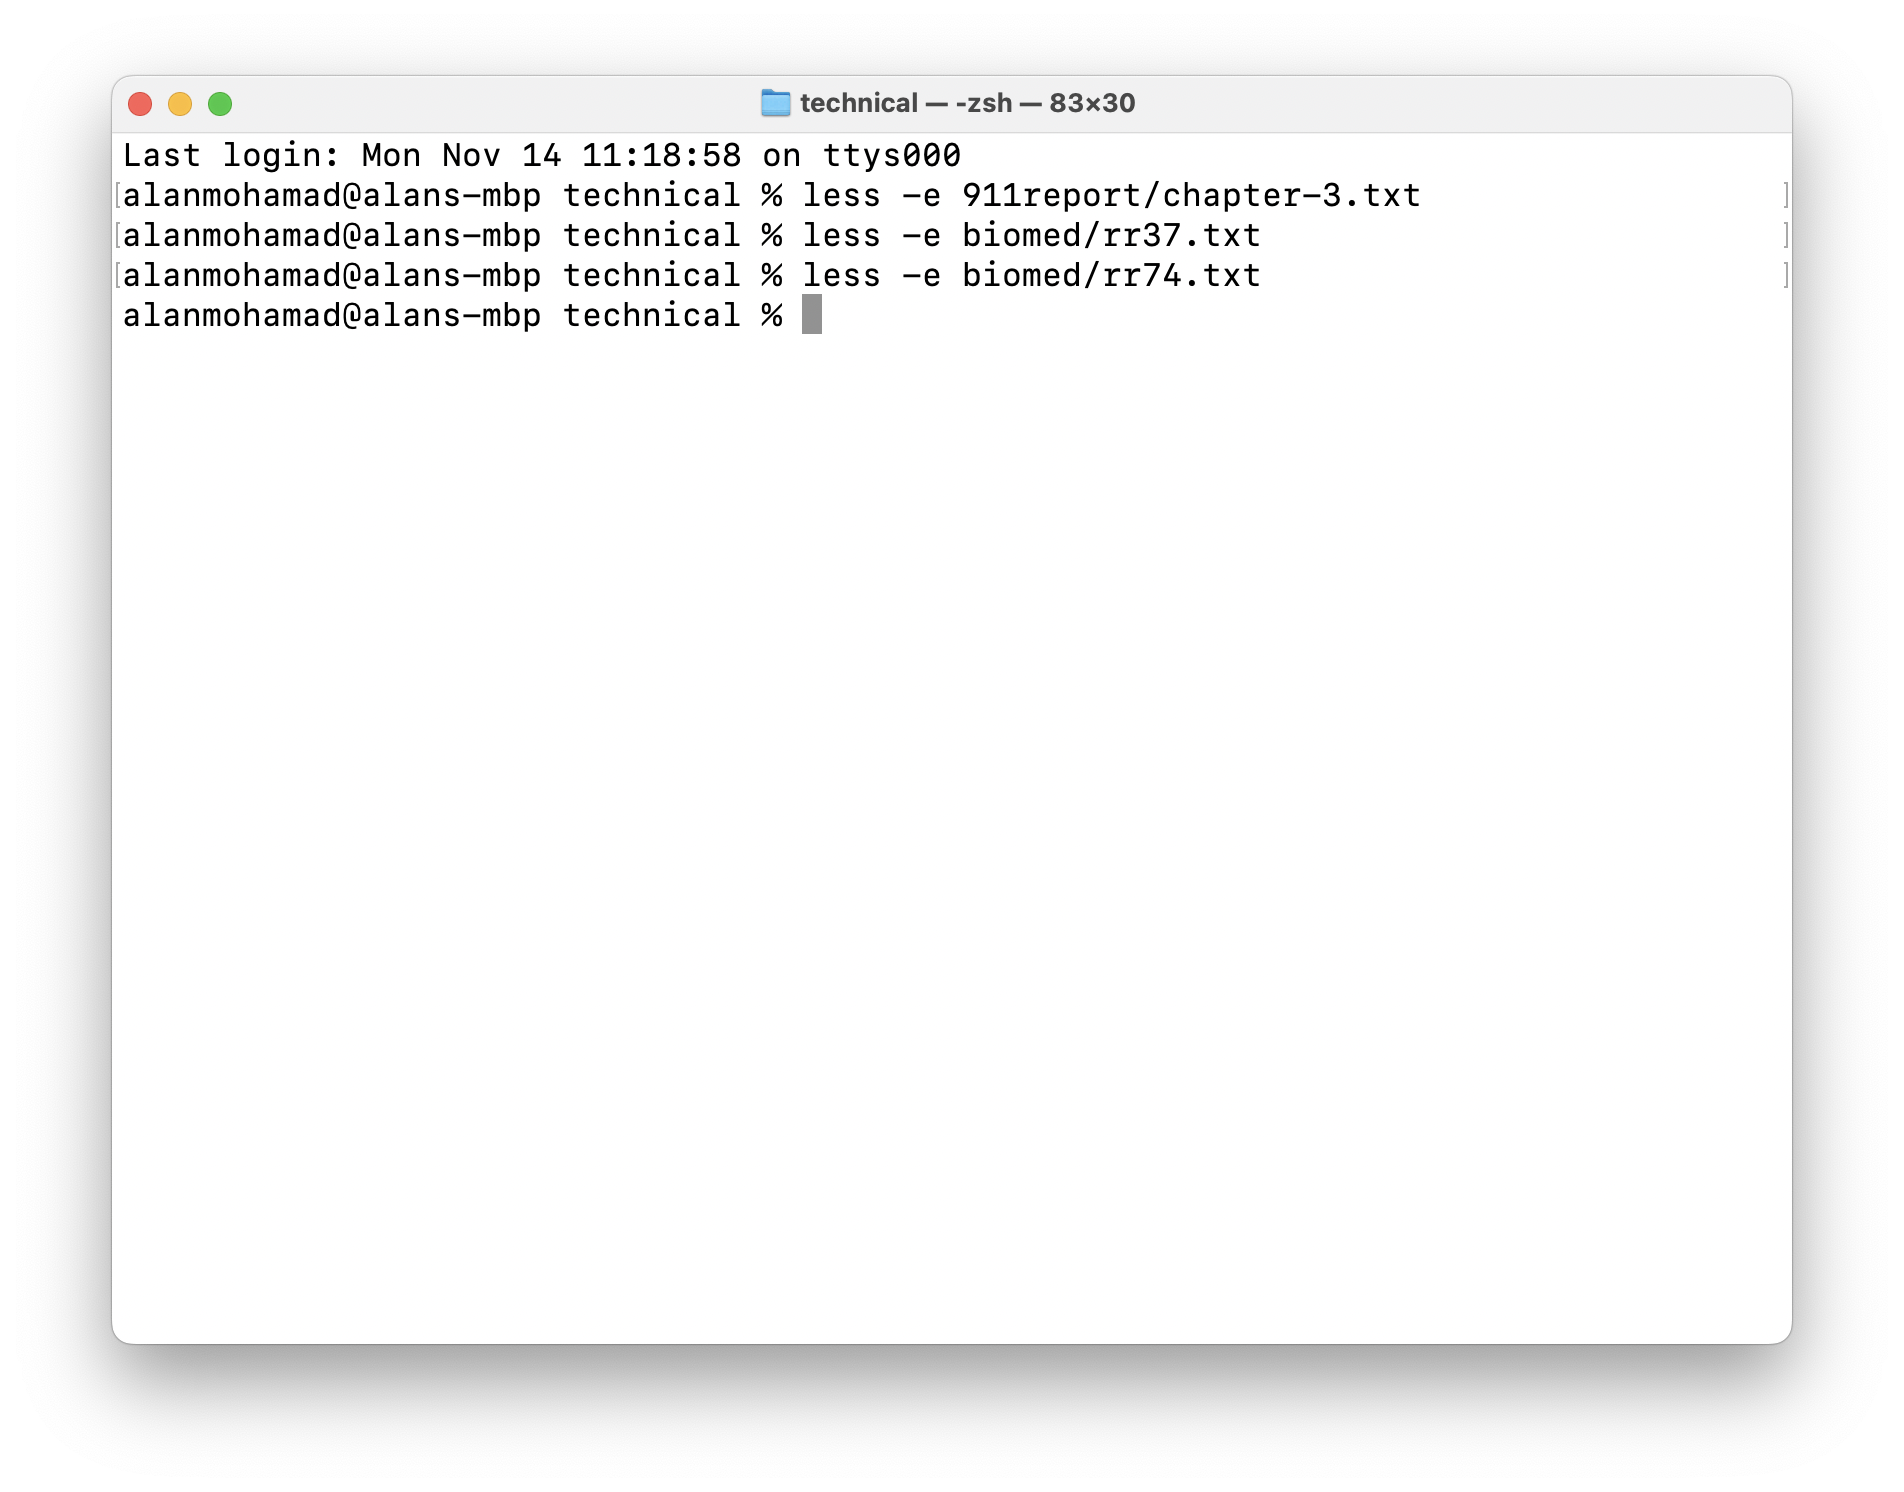 technical — -zsh — 83×30
Last login: Mon Nov 14 11:18:58 on ttys000
alanmohamad@alans-mbp technical % less -e 911report/chapter-3.txt
alanmohamad@alans-mbp technical % less -e biomed/rr37.txt
alanmohamad@alans-mbp technical % less -e biomed/rr74.txt
alanmohamad@alans-mbp technical %